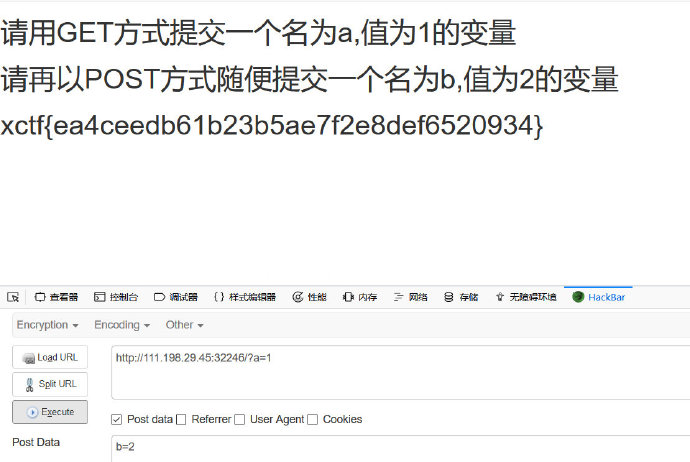 请用GET方式提交一个名为a,值为1的变量
请再以POST方式随便提交一个名为b,值为2的变量
xctf{ea4ceedb61b23b5ae7f2e8def6520934}
查看器 控制台 调试器 样式编辑器 性能 内存 网络 存储 无障碍环境 HackBar
Encryption Encoding Other
Load URL http://111.198.29.45:32246/?a=1
Split URL
Execute
Post data Referrer User Agent Cookies
Post Data b=2